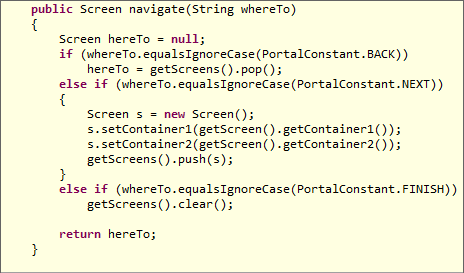 public Screen navigate(String whereTo)
{
    Screen hereTo = null;
    if (whereTo.equalsIgnoreCase(PortalConstant.BACK))
        hereTo = getScreens().pop();
    else if (whereTo.equalsIgnoreCase(PortalConstant.NEXT))
    {
        Screen s = new Screen();
        s.setContainer1(getScreen().getContainer1());
        s.setContainer2(getScreen().getContainer2());
        getScreens().push(s);
    }
    else if (whereTo.equalsIgnoreCase(PortalConstant.FINISH))
        getScreens().clear();

    return hereTo;
}